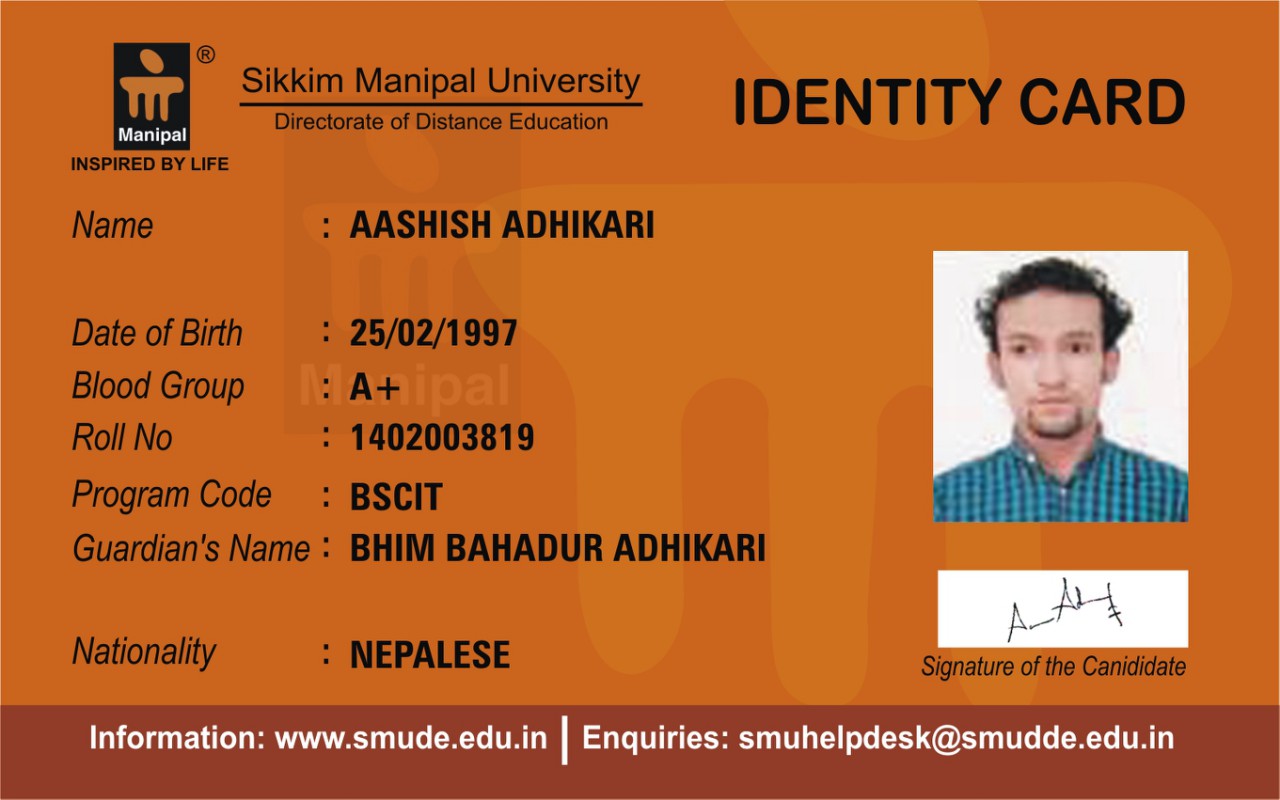 Manipal
®
INSPIRED BY LIFE
Sikkim Manipal University
Directorate of Distance Education
IDENTITY CARD
Name : AASHISH ADHIKARI
Date of Birth : 25/02/1997
Blood Group : A+
Roll No : 1402003819
Program Code : BSCIT
Guardian's Name : BHIM BAHADUR ADHIKARI
Nationality : NEPALESE
Manipal
Signature of the Canididate
Information: www.smude.edu.in | Enquiries: smuhelpdesk@smudde.edu.in